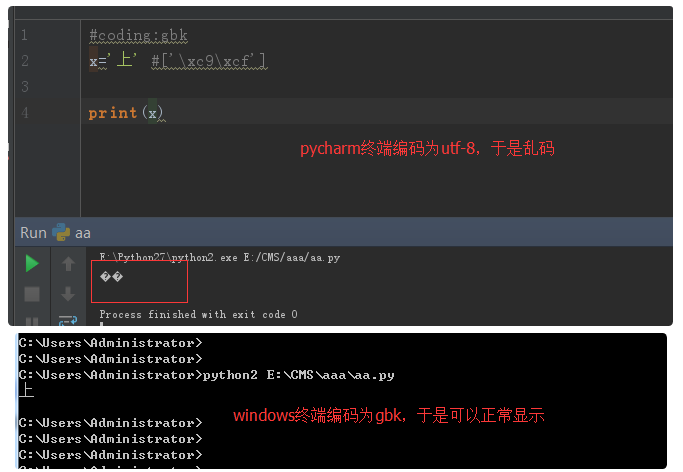 1 #coding:gbk
2 x='上' #['\xc9\xcf']
3
4 print(x)
pycharm终端编码为utf-8，于是乱码
Run aa
E:\Python27\python2.exe E:/CMS/aaa/aa.py
��
Process finished with exit code 0
C:\Users\Administrator>
C:\Users\Administrator>
C:\Users\Administrator>python2 E:\CMS\aaa\aa.py
上
windows终端编码为gbk，于是可以正常显示
C:\Users\Administrator>
C:\Users\Administrator>
C:\Users\Administrator>
C:\Users\Administrator>